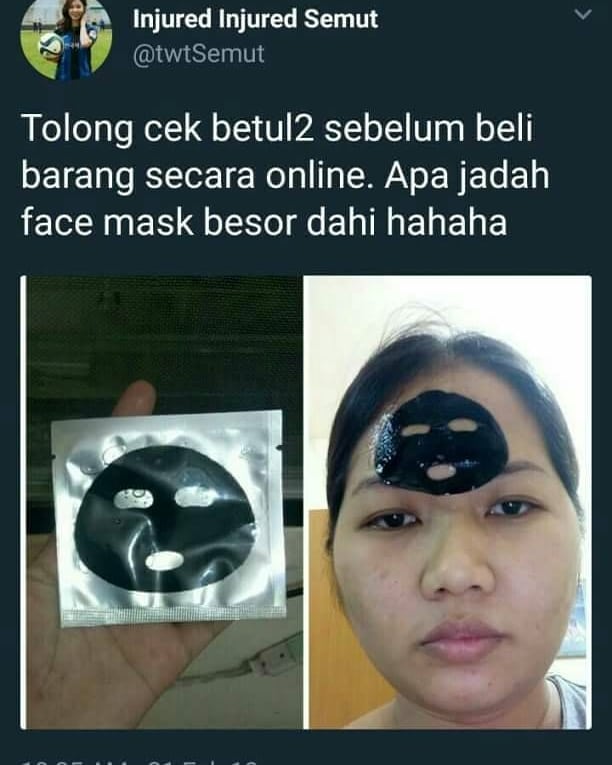 Injured Injured Semut
@twtSemut
Tolong cek betul2 sebelum beli
barang secara online. Apa jadah
face mask besor dahi hahaha